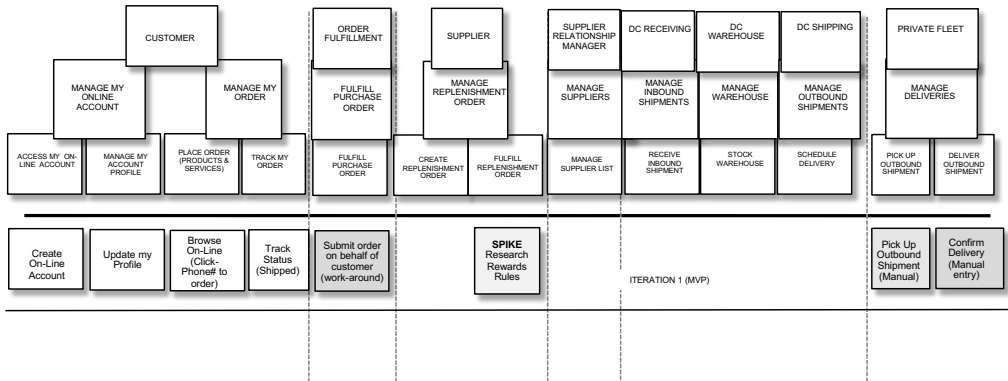 CUSTOMER
ORDER
FULFILLMENT
SUPPLIER
SUPPLIER
RELATIONSHIP
MANAGER
DC RECEIVING
DC
WAREHOUSE
DC SHIPPING
PRIVATE FLEET
MANAGE MY
ONLINE
ACCOUNT
MANAGE MY
ORDER
FULFILL
PURCHASE
ORDER
MANAGE
REPLENISHMENT
ORDER
MANAGE
SUPPLIERS
MANAGE
INBOUND
SHIPMENTS
MANAGE
WAREHOUSE
MANAGE
OUTBOUND
SHIPMENTS
MANAGE
DELIVERIES
ACCESS MY ON-
LINE ACCOUNT
MANAGE MY
ACCOUNT
PROFILE
PLACE ORDER
(PRODUCTS &
SERVICES)
TRACK MY
ORDER
FULFILL
PURCHASE
ORDER
CREATE
REPLENISHMENT
ORDER
FULFILL
REPLENISHMENT
ORDER
MANAGE
SUPPLIER LIST
RECEIVE
INBOUND
SHIPMENT
STOCK
WAREHOUSE
SCHEDULE
DELIVERY
PICK UP
OUTBOUND
SHIPMENT
DELIVER
OUTBOUND
SHIPMENT
Create
On-Line
Account
Update my
Profile
Browse
On-Line
(Click-
Phone# to
order)
Track
Status
(Shipped)
Submit order
on behalf of
customer
(work-around)
SPIKE
Research
Rewards
Rules
ITERATION 1 (MVP)
Pick Up
Outbound
Shipment
(Manual)
Confirm
Delivery
(Manual
entry)